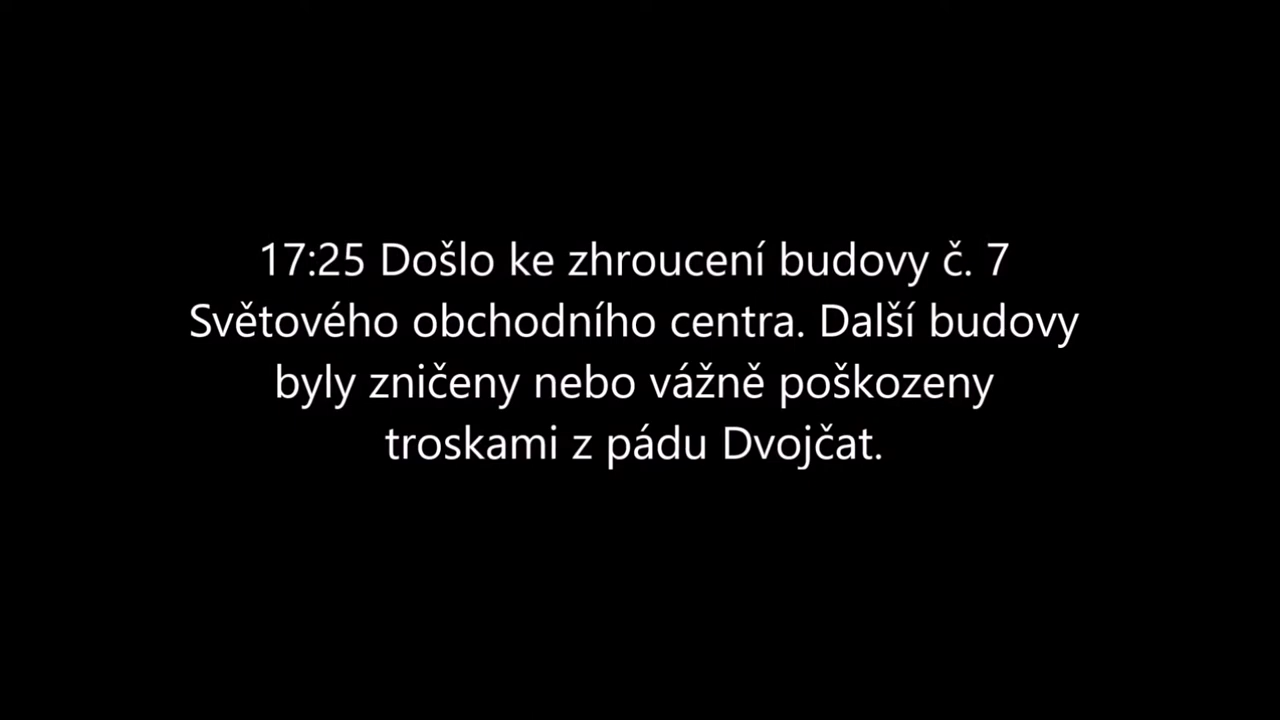 17:25 Došlo ke zhroucení budovy č. 7
Světového obchodního centra. Další budovy
byly zničeny nebo vážně poškozeny
troskami z pádu Dvojčat.